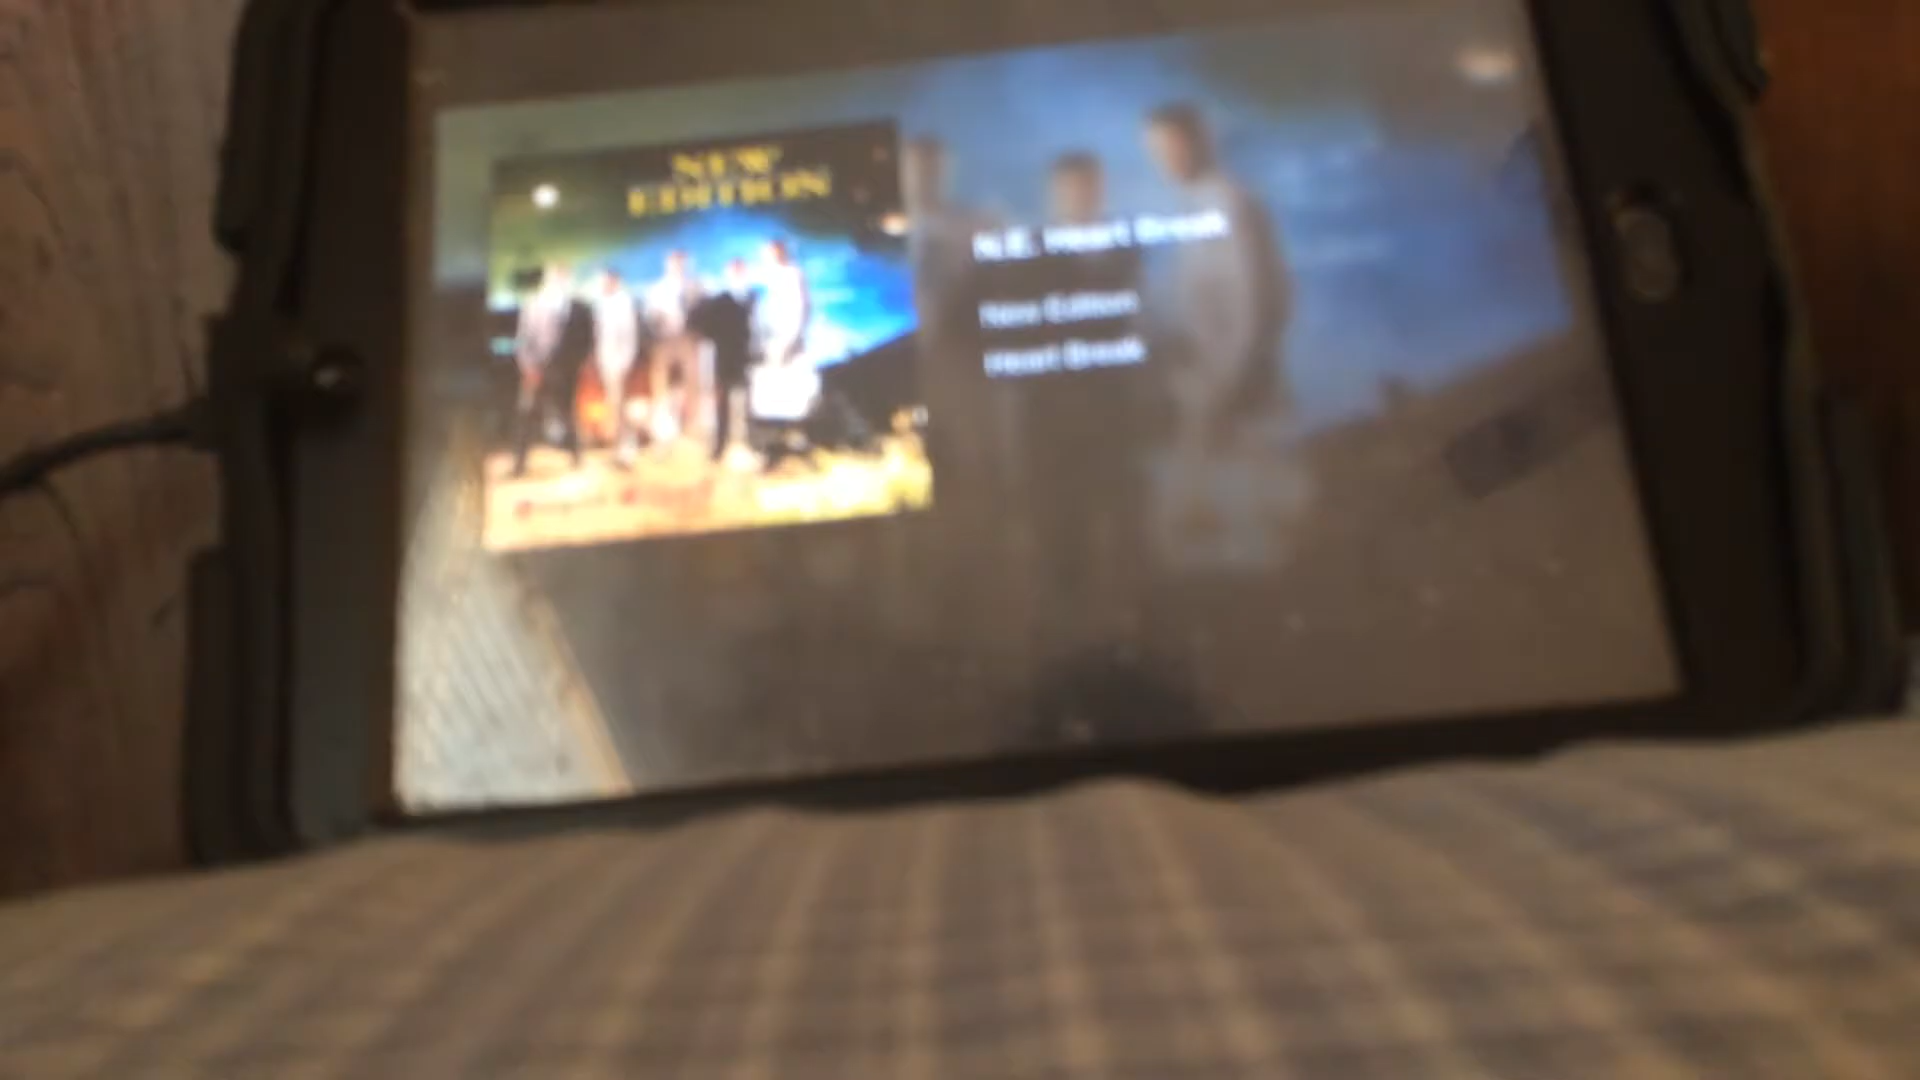 NEW
EDITION
N.E. Heart Break
New Edition
Heart Break